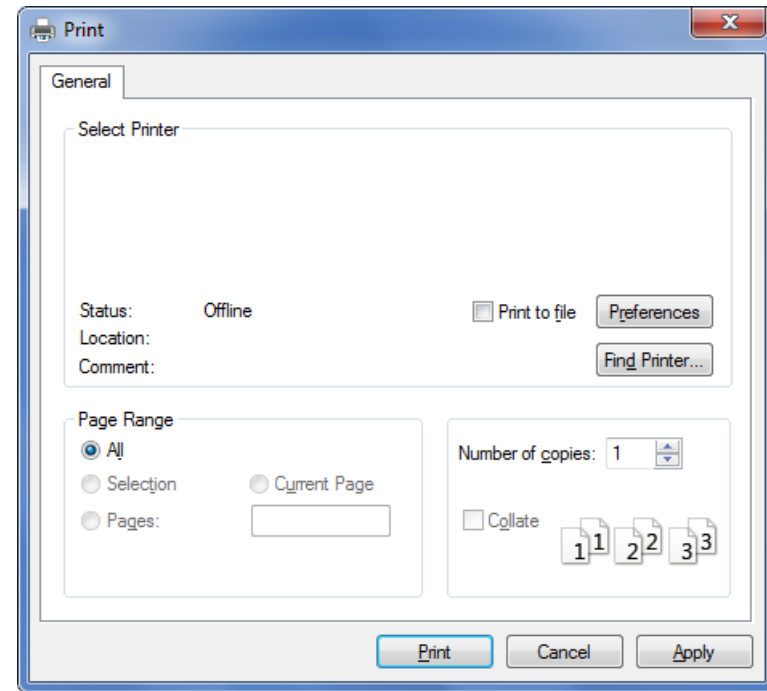 Print
General
Select Printer
Status: Offline
Print to file
Preferences
Location:
Comment:
Find Printer...
Page Range
All
Selection
Current Page
Pages:
Number of copies: 1
Collate
1 1 2 2 3 3
Print
Cancel
Apply